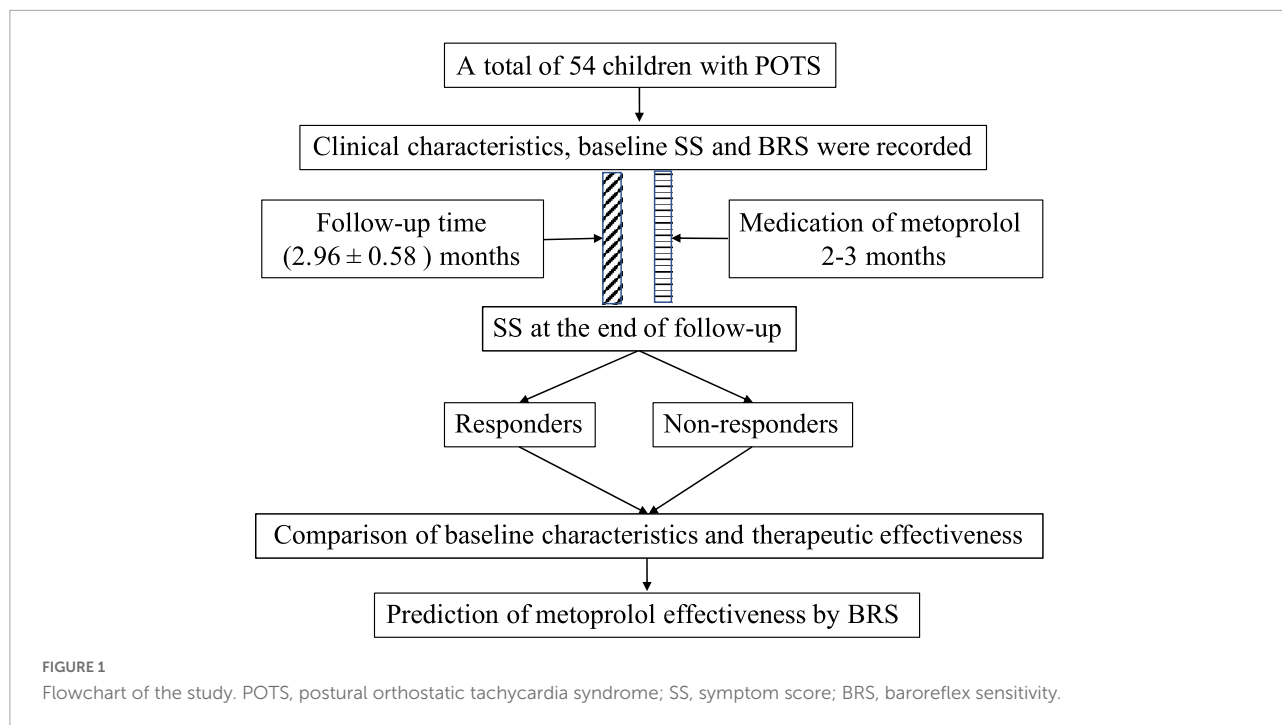 A total of 54 children with POTS
Clinical characteristics, baseline SS and BRS were recorded
Follow-up time
(2.96 ± 0.58 ) months
Medication of metoprolol
2-3 months
SS at the end of follow-up
Responders
Non-responders
Comparison of baseline characteristics and therapeutic effectiveness
Prediction of metoprolol effectiveness by BRS
FIGURE 1
Flowchart of the study. POTS, postural orthostatic tachycardia syndrome; SS, symptom score; BRS, baroreflex sensitivity.